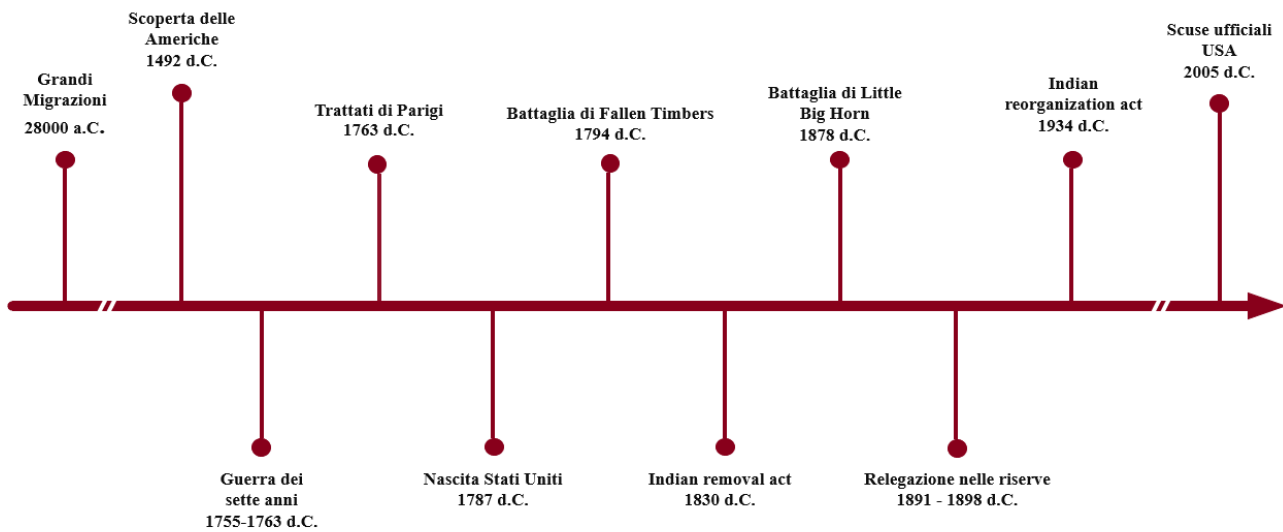 Grandi
Migrazioni
28000 a.C.
Scoperta delle
Americhe
1492 d.C.
Guerra dei
sette anni
1755-1763 d.C.
Trattati di Parigi
1763 d.C.
Nascita Stati Uniti
1787 d.C.
Battaglia di Fallen Timbers
1794 d.C.
Indian removal act
1830 d.C.
Battaglia di Little
Big Horn
1878 d.C.
Relegazione nelle riserve
1891 - 1898 d.C.
Indian
reorganization act
1934 d.C.
Scuse ufficiali
USA
2005 d.C.